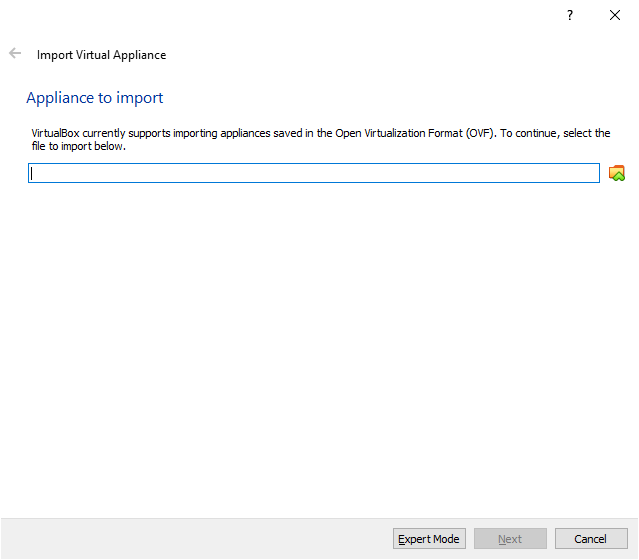 ?
Import Virtual Appliance
Appliance to import
VirtualBox currently supports importing appliances saved in the Open Virtualization Format (OVF). To continue, select the
file to import below.
Expert Mode Next Cancel